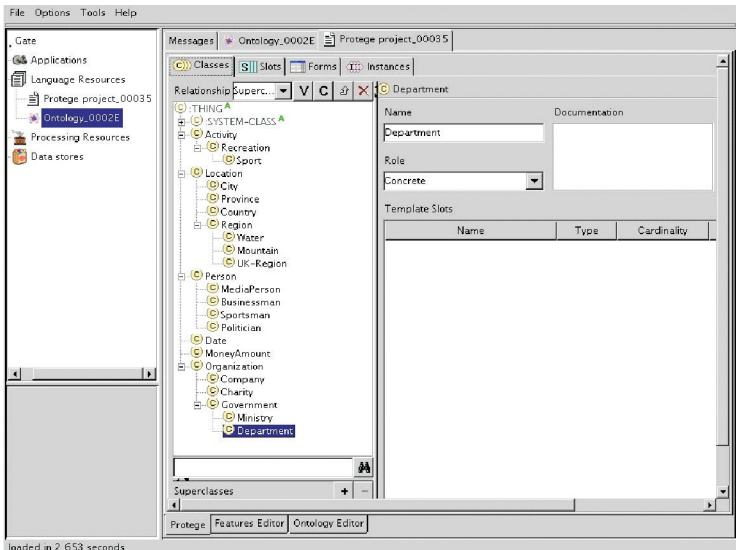 File Options Tools Help
Gate
Applications
Language Resources
Protege project_00035
Ontology_0002E
Processing Resources
Data stores
Messages Ontology_0002E Protege project_00035
Classes Slots Forms Instances
Relationship Superc... V C
Department
:THING A
:SYSTEM-CLASS A
Activity
Recreation
Sport
Location
City
Province
Country
Region
Water
Mountain
UK-Region
Person
MediaPerson
Businessman
Sportsman
Politician
Date
MoneyAmount
Organization
Company
Charity
Government
Ministry
Department
Superclasses + -
Name Documentation
Department
Role
Concrete
Template Slots
Name Type Cardinality
Protege Features Editor Ontology Editor
loaded in 2.653 seconds